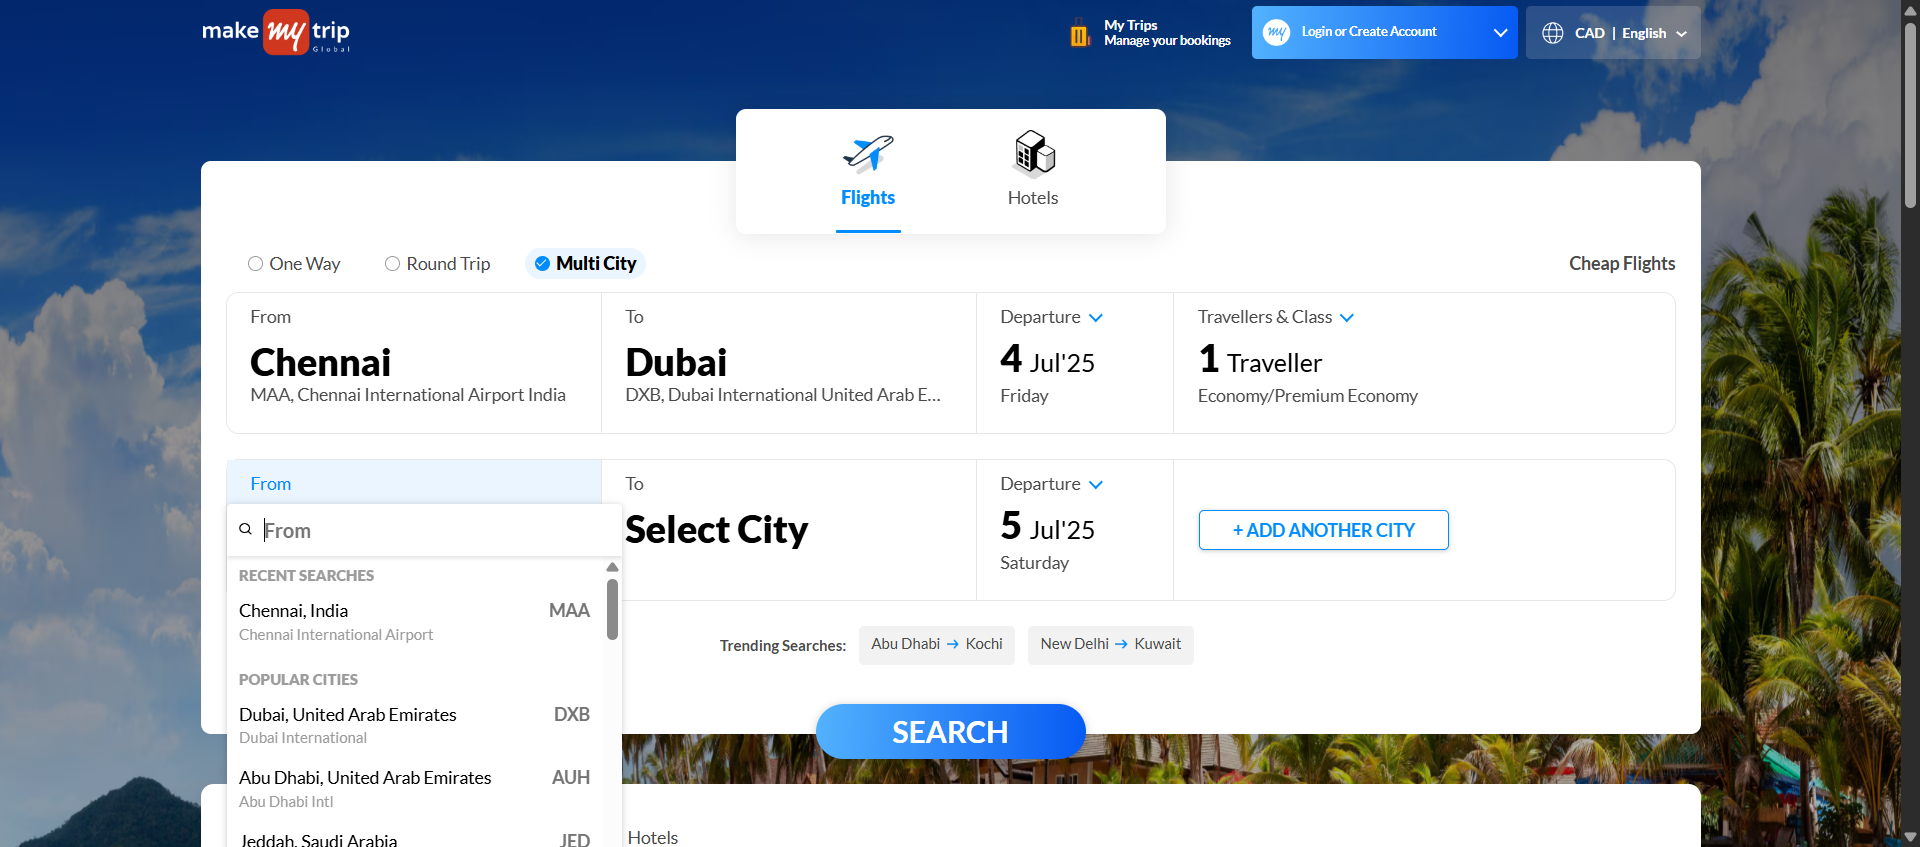 make my trip
Global
My Trips
Manage your bookings
my
Login or Create Account
CAD | English
Flights
Hotels
One Way
Round Trip
Multi City
Cheap Flights
From
Chennai
MAA, Chennai International Airport India
To
Dubai
DXB, Dubai International United Arab E...
Departure
4 Jul'25
Friday
Travellers & Class
1 Traveller
Economy/Premium Economy
From
To
Select City
Departure
5 Jul'25
Saturday
+ ADD ANOTHER CITY
From
RECENT SEARCHES
Chennai, India MAA
Chennai International Airport
POPULAR CITIES
Dubai, United Arab Emirates DXB
Dubai International
Abu Dhabi, United Arab Emirates AUH
Abu Dhabi Intl
Jeddah, Saudi Arabia JED
Trending Searches:
Abu Dhabi → Kochi
New Delhi → Kuwait
SEARCH
Hotels